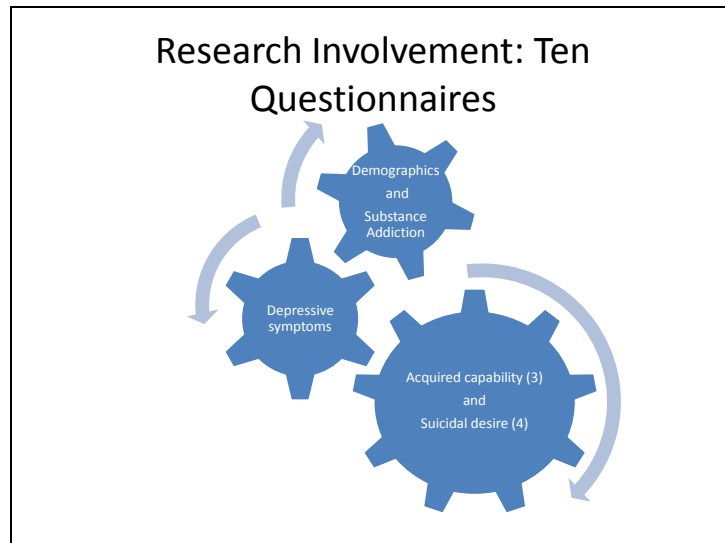 Research Involvement: Ten
Questionnaires
Demographics
and
Substance
Addiction
Depressive
symptoms
Acquired capability (3)
and
Suicidal desire (4)